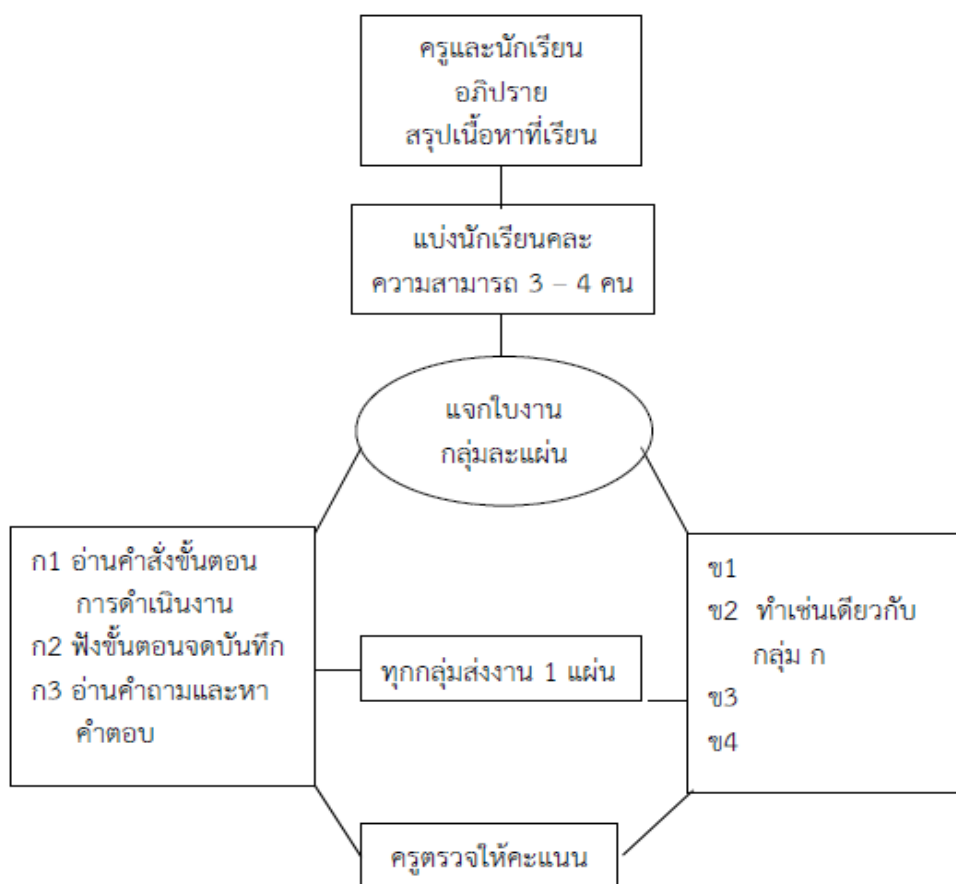 ครูและนักเรียน
อภิปราย
สรุปเนื้อหาที่เรียน
แบ่งนักเรียนคละ
ความสามารถ 3 – 4 คน
แจกใบงาน
กลุ่มละแผ่น
ก1 อ่านคำสั่งขั้นตอน
การดำเนินงาน
ก2 ฟังขั้นตอนจดบันทึก
ก3 อ่านคำถามและหา
คำตอบ
ทุกกลุ่มส่งงาน 1 แผ่น
ข1
ข2 ทำเช่นเดียวกับ
กลุ่ม ก
ข3
ข4
ครูตรวจให้คะแนน